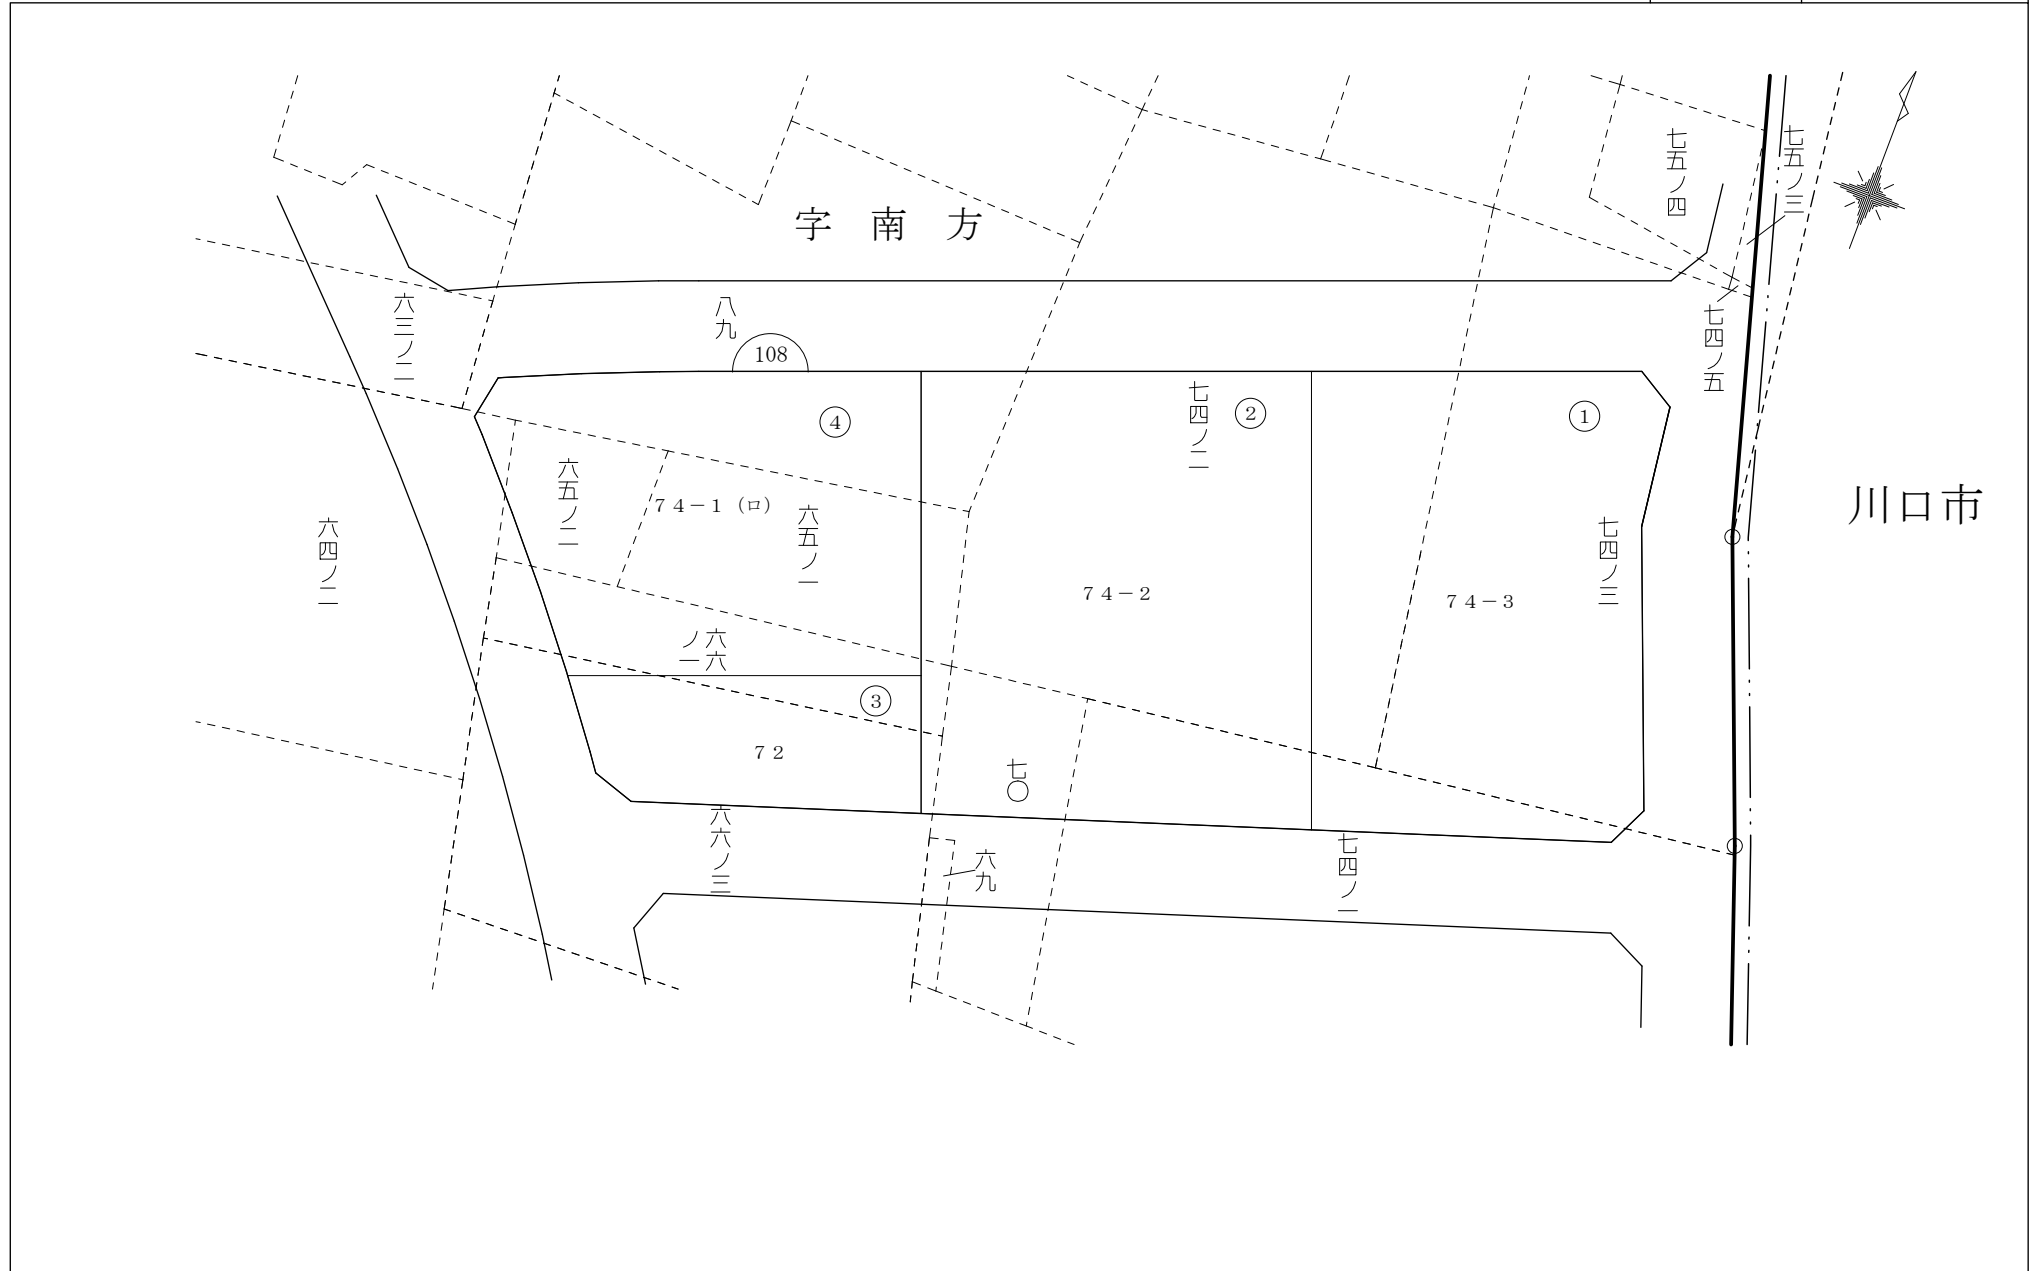 七五ノ四
七五ノ三
字 南 方
六三ノ二
八九
108
七四ノ五
④
七四ノ二
②
①
六五ノ二
74-1 (ロ)
六五ノ一
川口市
六四ノ二
七四ノ三
74-2
74-3
六六ノ一
③
72
七〇
六六ノ三
六九
七四ノ一